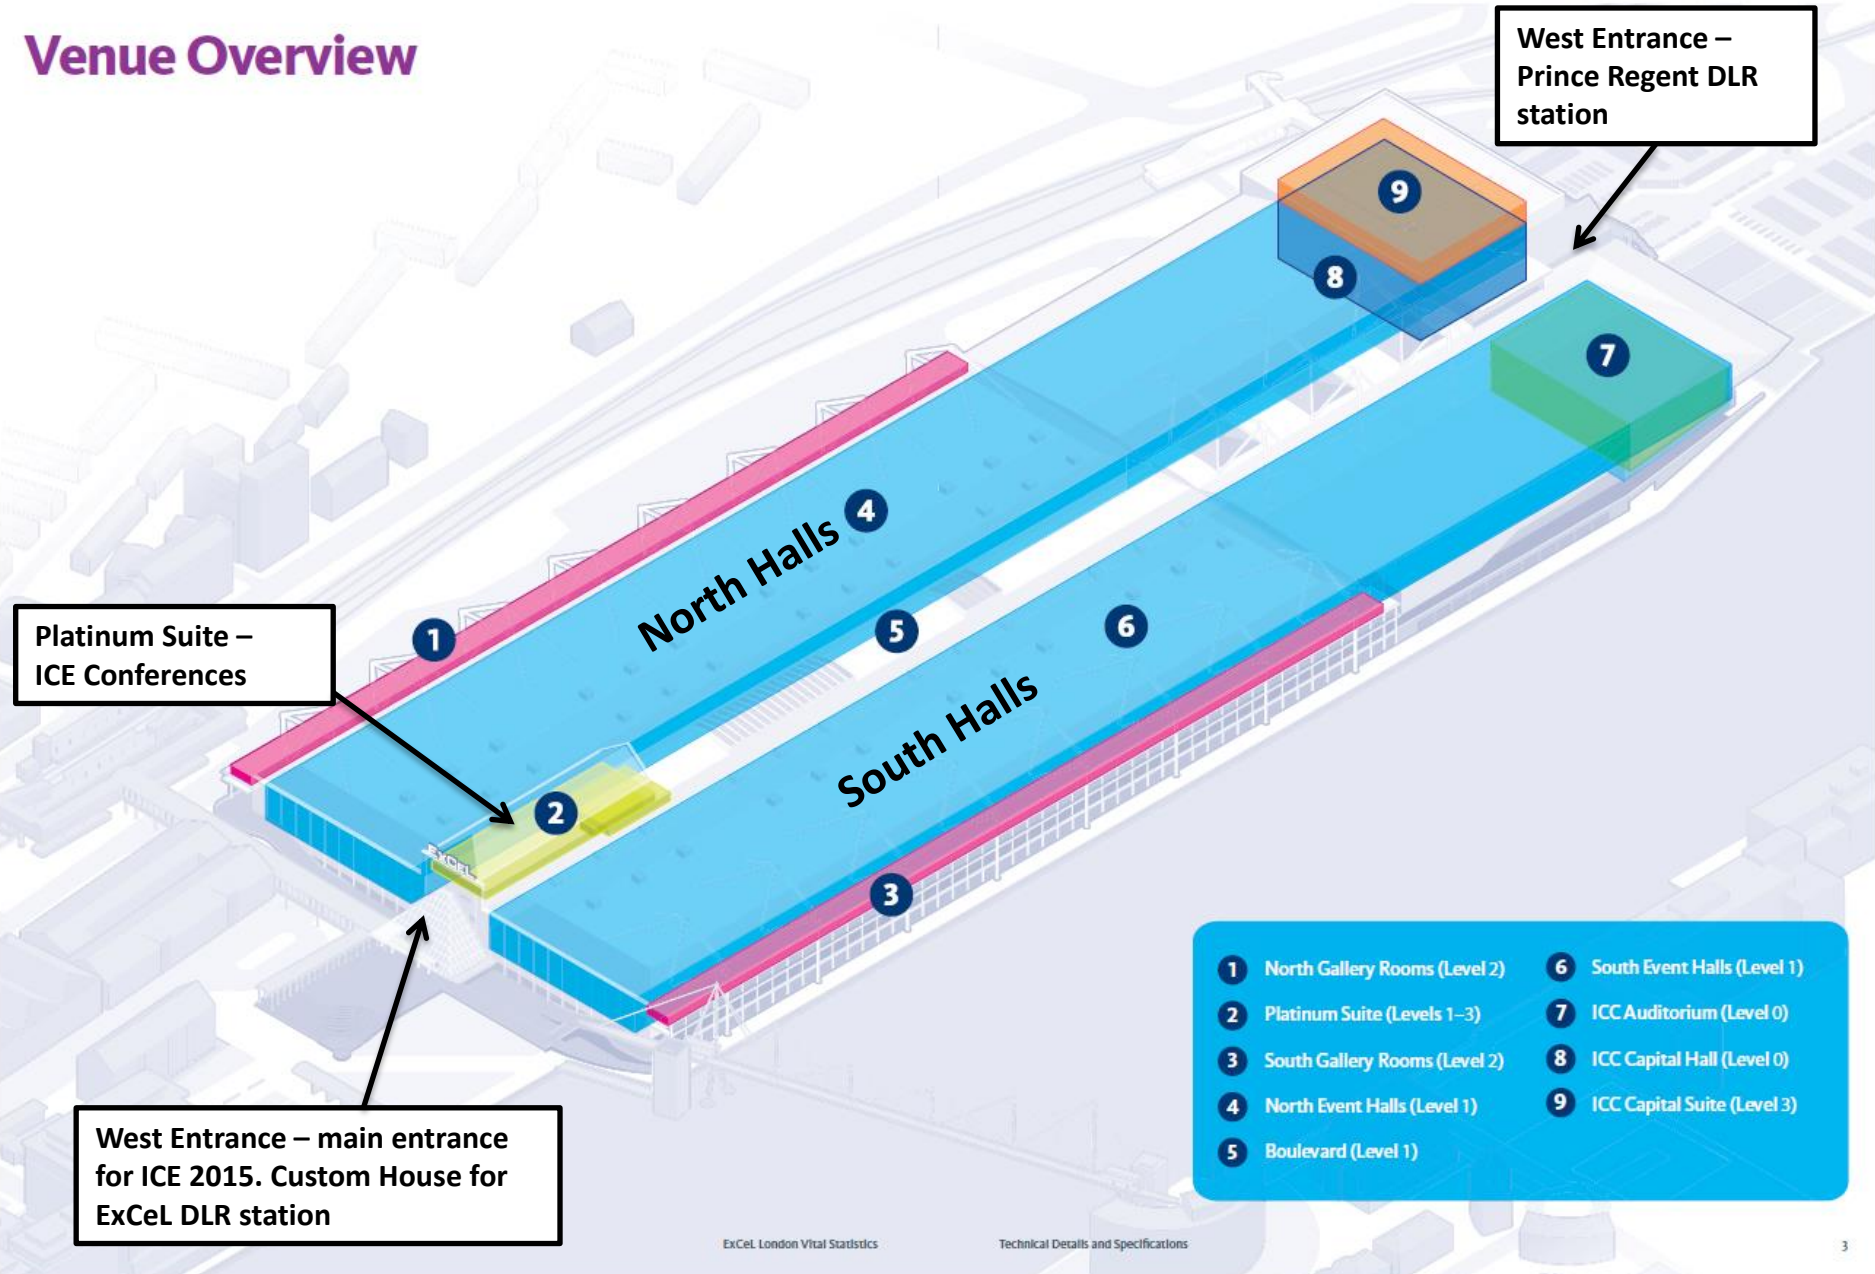 Venue Overview
West Entrance –
Prince Regent DLR
station
9
8
7
4
North Halls
1
5
6
Platinum Suite –
ICE Conferences
South Halls
2
EXCEL
3
West Entrance – main entrance
for ICE 2015. Custom House for
ExCeL DLR station
1 North Gallery Rooms (Level 2)
2 Platinum Suite (Levels 1–3)
3 South Gallery Rooms (Level 2)
4 North Event Halls (Level 1)
5 Boulevard (Level 1)
6 South Event Halls (Level 1)
7 ICC Auditorium (Level 0)
8 ICC Capital Hall (Level 0)
9 ICC Capital Suite (Level 3)
ExCeL London Vital Statistics
Technical Details and Specifications
3